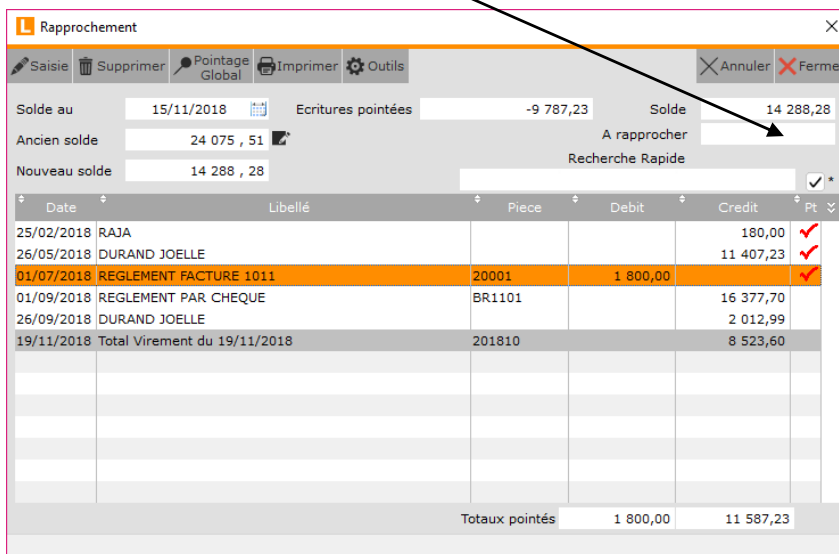 L Rapprochement
Saisie Supprimer Pointage Global Imprimer Outils Annuler Ferme
Solde au 15/11/2018 Ecritures pointées -9 787,23 Solde 14 288,28
Ancien solde 24 075 , 51 A rapprocher
Recherche Rapide
Nouveau solde 14 288 , 28
*
Date Libellé Piece Debit Credit Pt
25/02/2018 RAJA 180,00
26/05/2018 DURAND JOELLE 11 407,23
01/07/2018 REGLEMENT FACTURE 1011 20001 1 800,00
01/09/2018 REGLEMENT PAR CHEQUE BR1101 16 377,70
26/09/2018 DURAND JOELLE 2 012,99
19/11/2018 Total Virement du 19/11/2018 201810 8 523,60
Totaux pointés 1 800,00 11 587,23